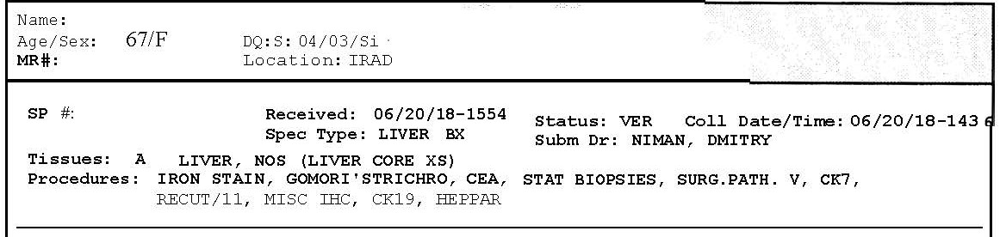 Name:
Age/Sex: 67/F DQ:S: 04/03/Si
MR#: Location: IRAD
SP #: Received: 06/20/18-1554 Status: VER Coll Date/Time: 06/20/18-1436
Spec Type: LIVER BX Subm Dr: NIMAN, DMITRY
Tissues: A LIVER, NOS (LIVER CORE XS)
Procedures: IRON STAIN, GOMORI'STRICHRO, CEA, STAT BIOPSIES, SURG.PATH. V, CK7,
RECUT/11, MISC IHC, CK19, HEPPAR